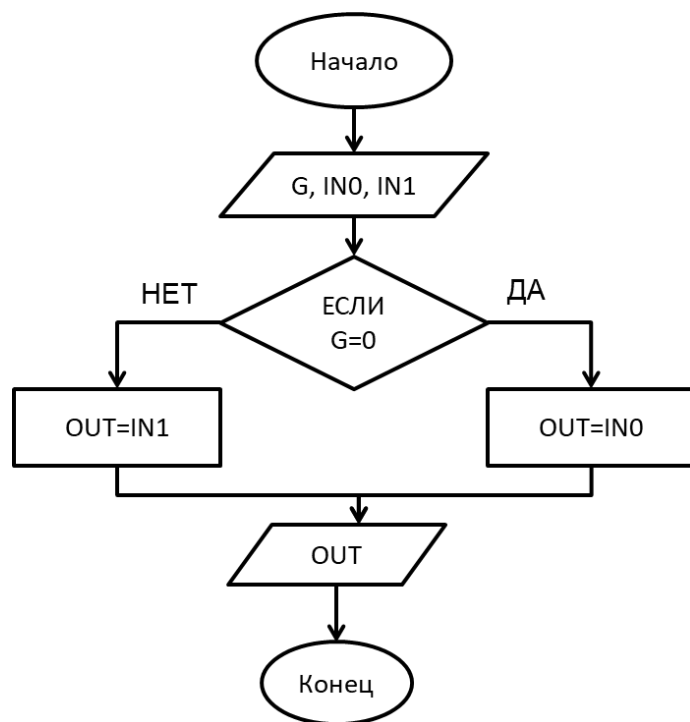 Начало
G, IN0, IN1
НЕТ
ДА
ЕСЛИ
G=0
OUT=IN1
OUT=IN0
OUT
Конец